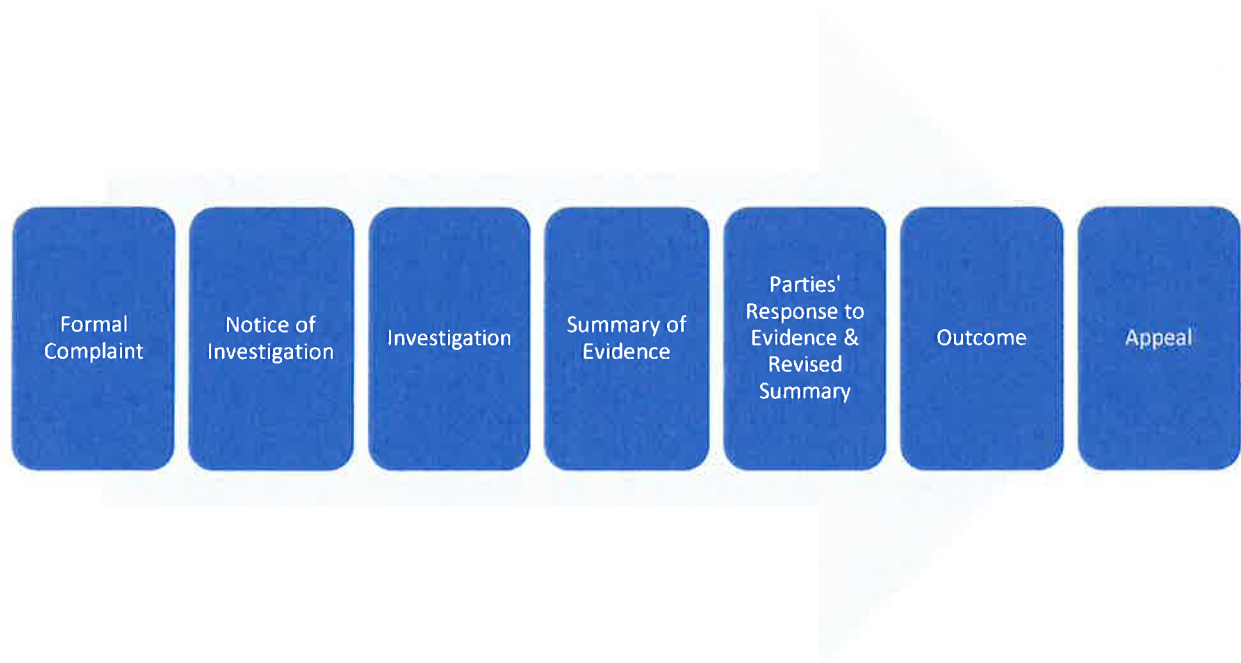 Formal
Complaint
Notice of
Investigation
Investigation
Summary of
Evidence
Parties'
Response to
Evidence &
Revised
Summary
Outcome
Appeal